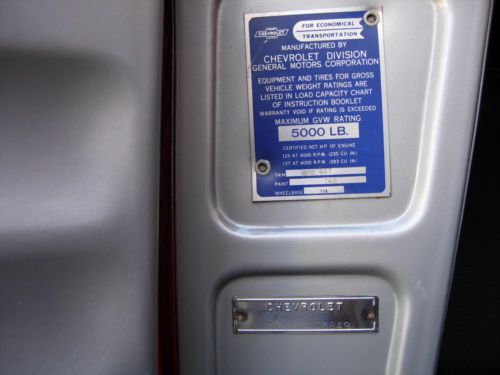 CHEVROLET
FOR ECONOMICAL
TRANSPORTATION
MANUFACTURED BY
CHEVROLET DIVISION
GENERAL MOTORS CORPORATION
EQUIPMENT AND TIRES FOR GROSS
VEHICLE WEIGHT RATINGS ARE
LISTED IN LOAD CAPACITY CHART
OF INSTRUCTION BOOKLET
WARRANTY VOID IF RATING IS EXCEEDED
MAXIMUM GVW RATING
5000 LB.
CERTIFIED NET H.P. OF ENGINE
125 AT 4000 R.P.M. (235 CU. IN.)
137 AT 4000 R.P.M. (283 CU. IN.)
TRIM
PAINT 740
WHEELBASE 114
CHEVROLET